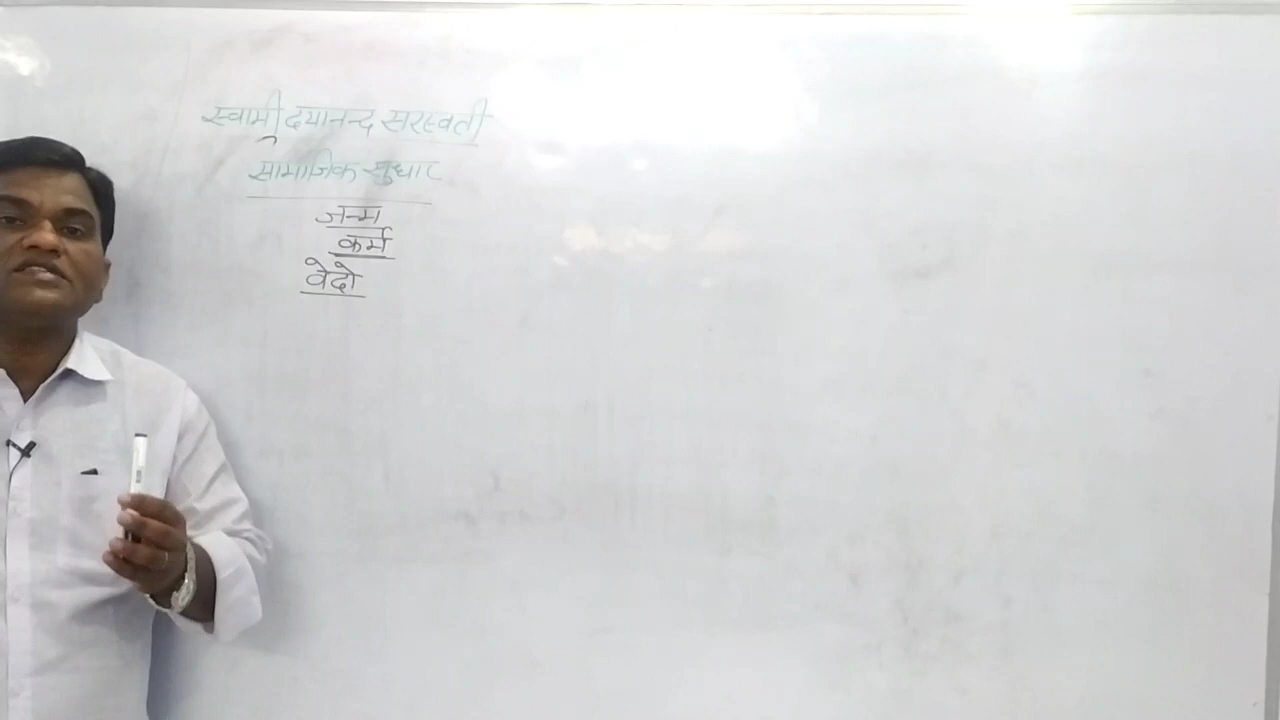 स्वामी दयानन्द सरस्वती
सामाजिक सुधार
जन्म
कर्म
वेदो